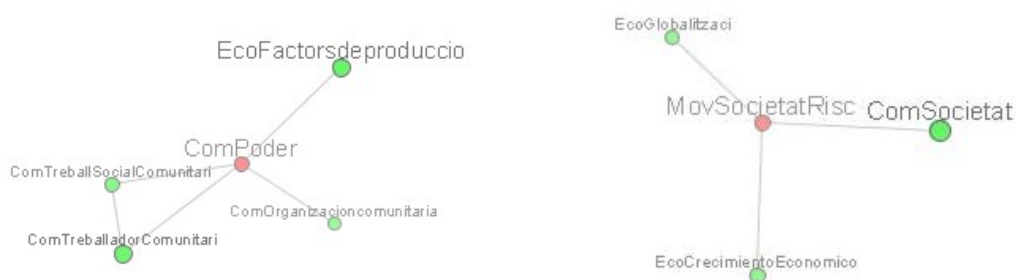 EcoFactorsdeproduccio
ComPoder
ComTreballSocialComunitari
ComOrganizacioncomunitaria
ComTreballadorComunitari
EcoGlobalitzaci
MovSocietatRisc
ComSocietat
EcoCrecimientoEconomico